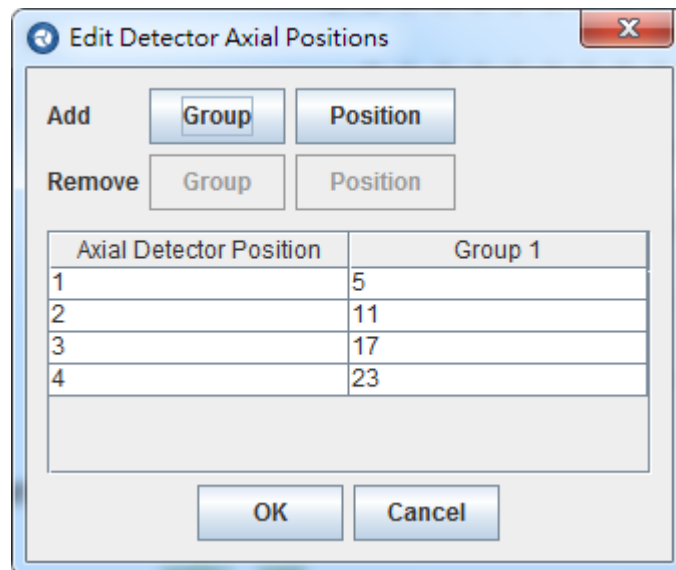 Edit Detector Axial Positions
Add Group Position
Remove Group Position
Axial Detector Position Group 1
1 5
2 11
3 17
4 23
OK Cancel